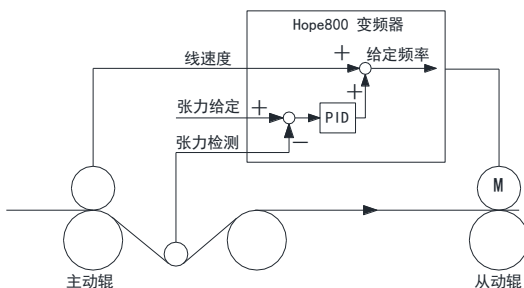 Hope800 变频器
线速度
给定频率
张力给定
PID
张力检测
M
主动辊
从动辊